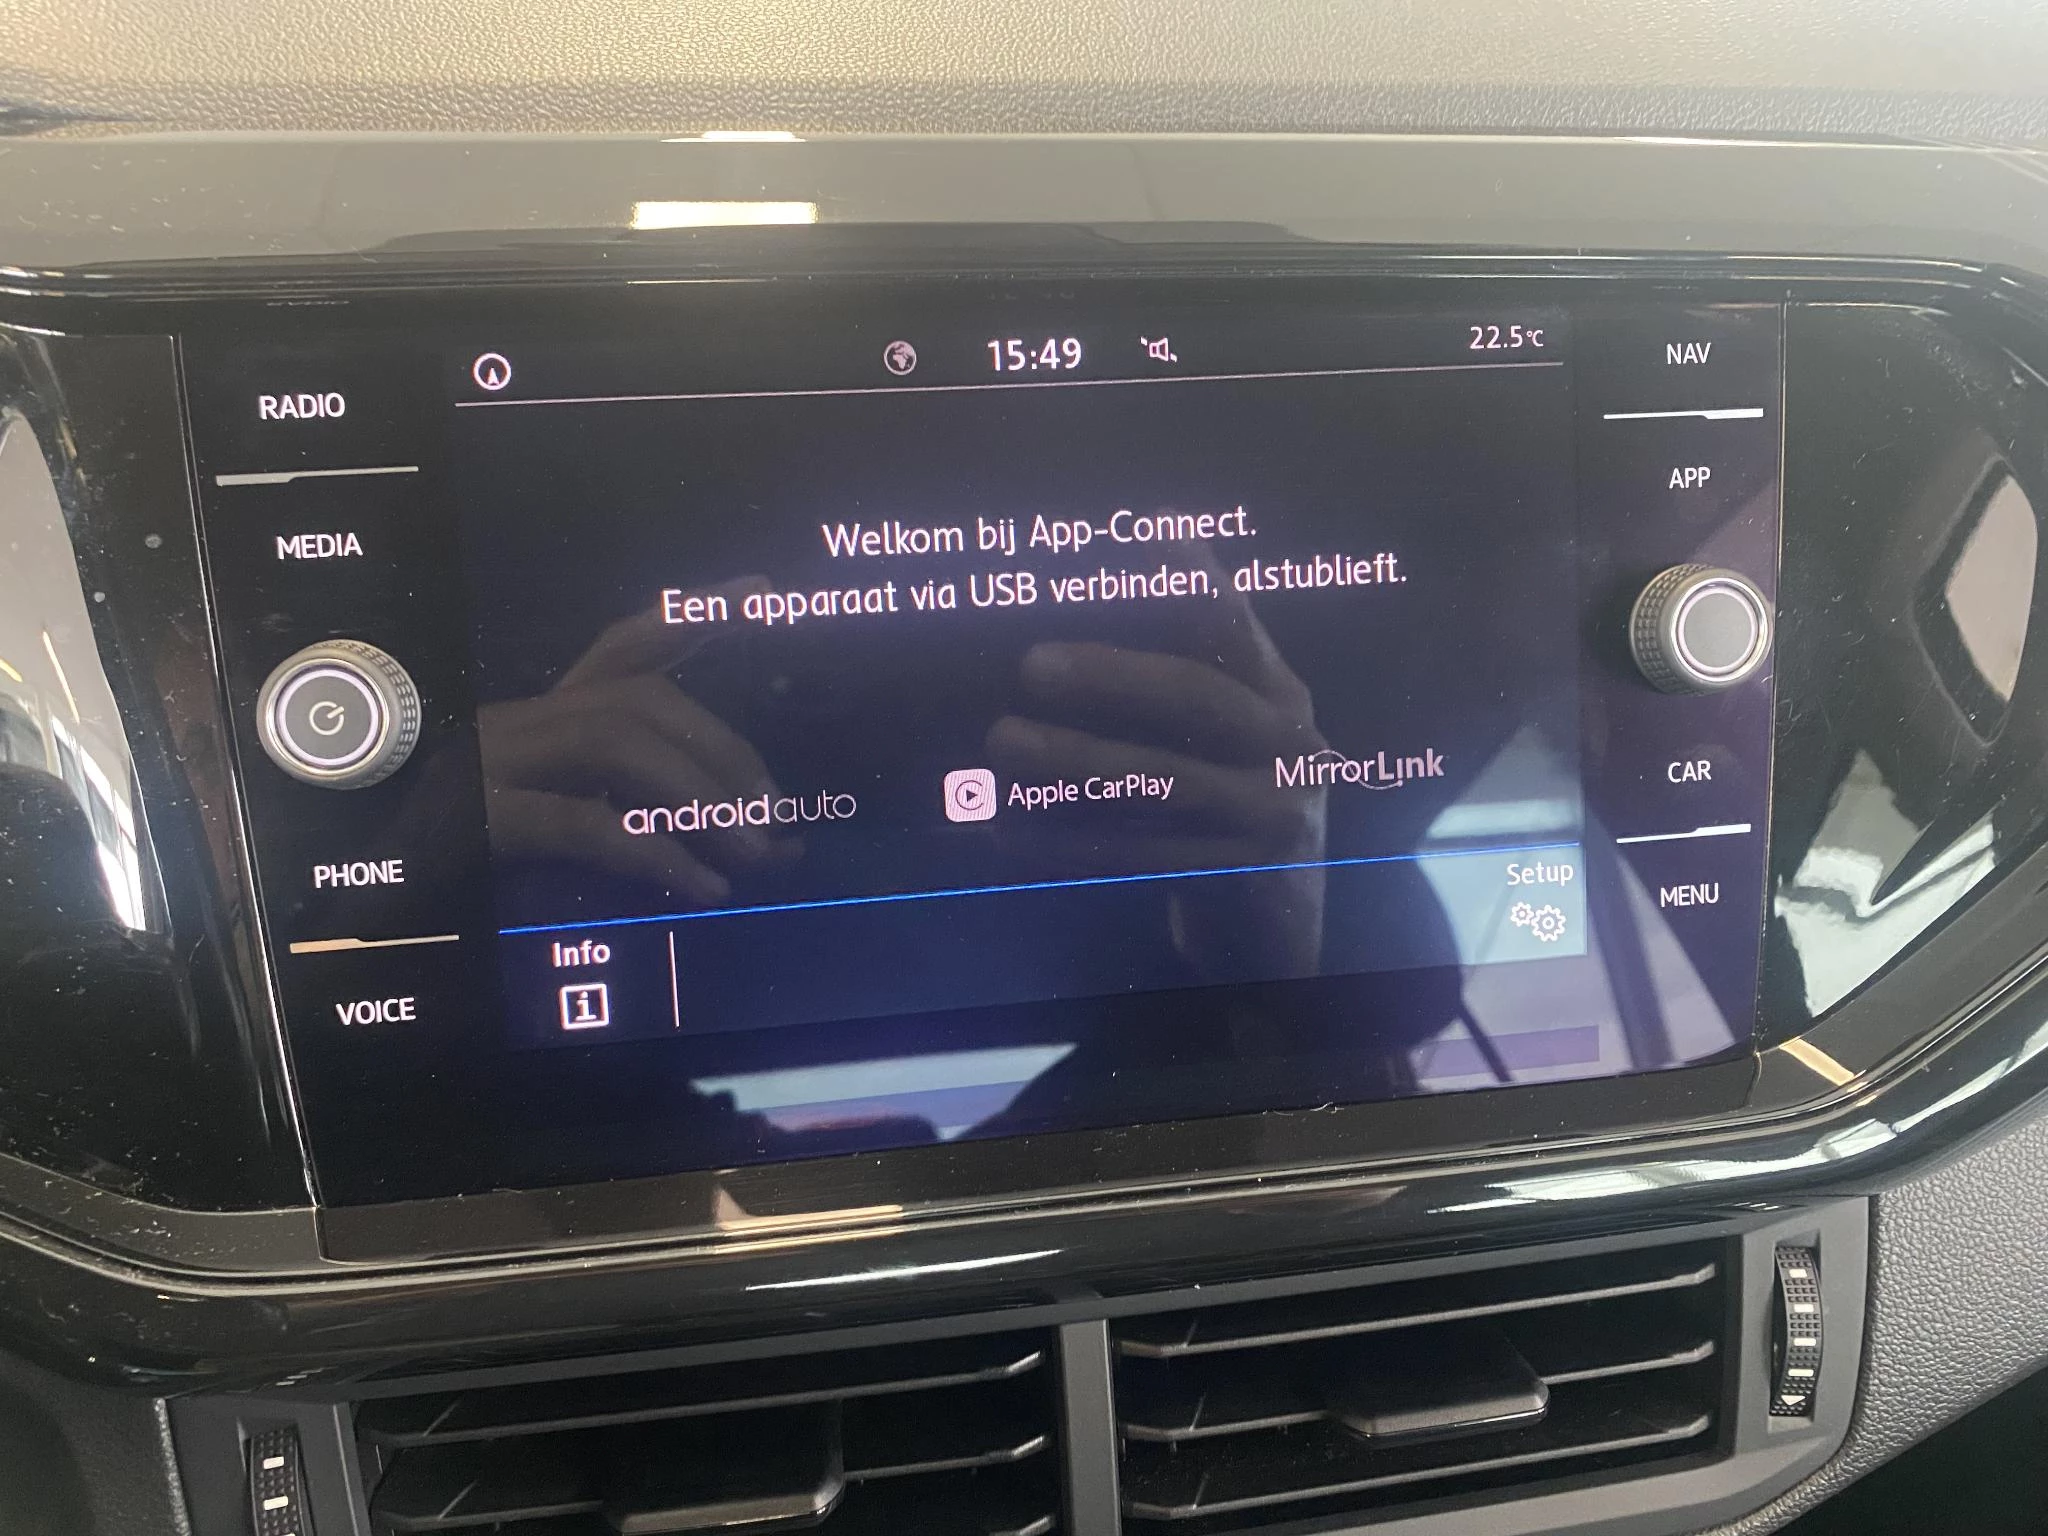 15:49
22.5°C
RADIO
MEDIA
PHONE
VOICE
Welkom bij App-Connect.
Een apparaat via USB verbinden, alstublieft.
androidauto
Apple CarPlay
MirrorLink
Info
i
Setup
NAV
APP
CAR
MENU